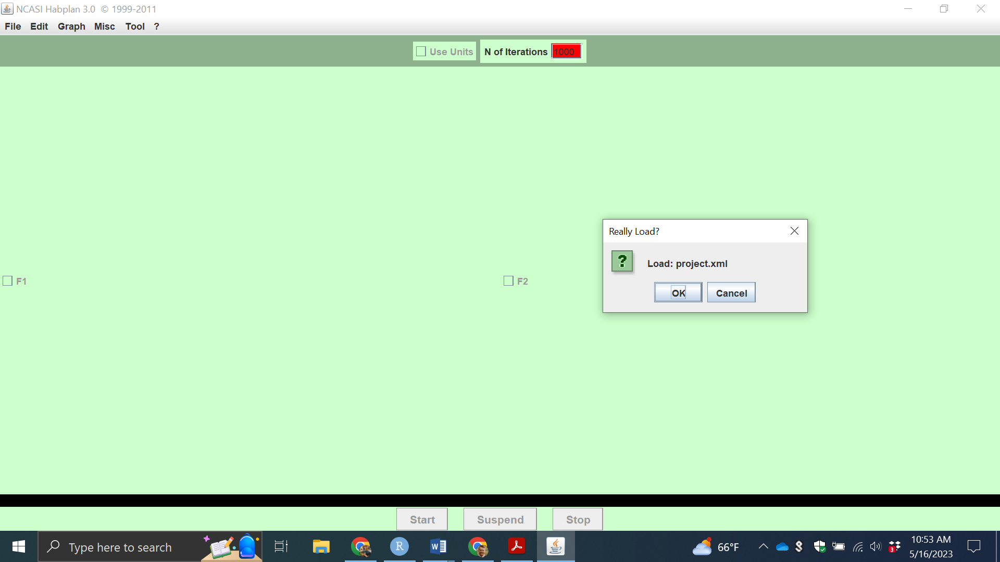 NCASI Habplan 3.0 © 1999-2011
File Edit Graph Misc Tool ?
Use Units N of Iterations 1000
Really Load?
? Load: project.xml
F1 F2
OK Cancel
Start Suspend Stop
Type here to search
R
W
66°F
3
10:53 AM
5/16/2023